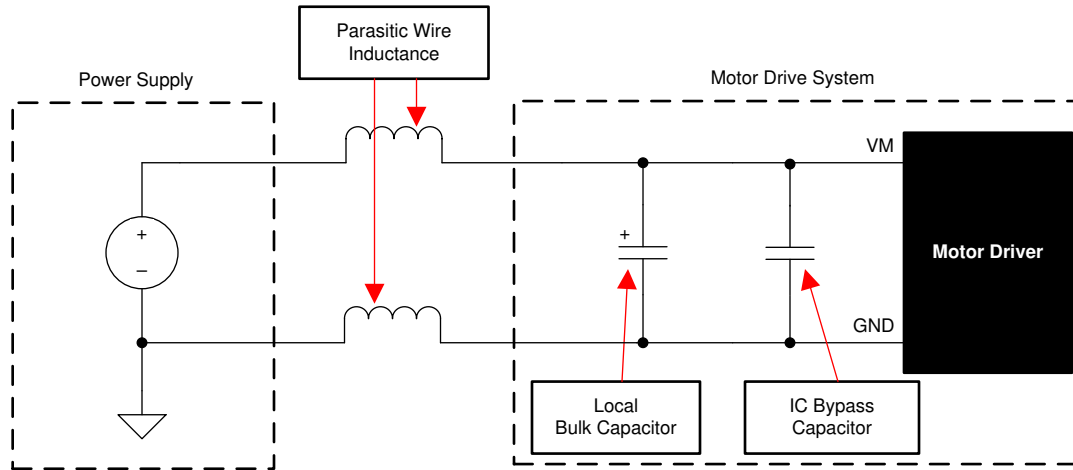 Parasitic Wire
Inductance
Power Supply
Motor Drive System
VM
+
+
–
Motor Driver
GND
Local
Bulk Capacitor
IC Bypass
Capacitor